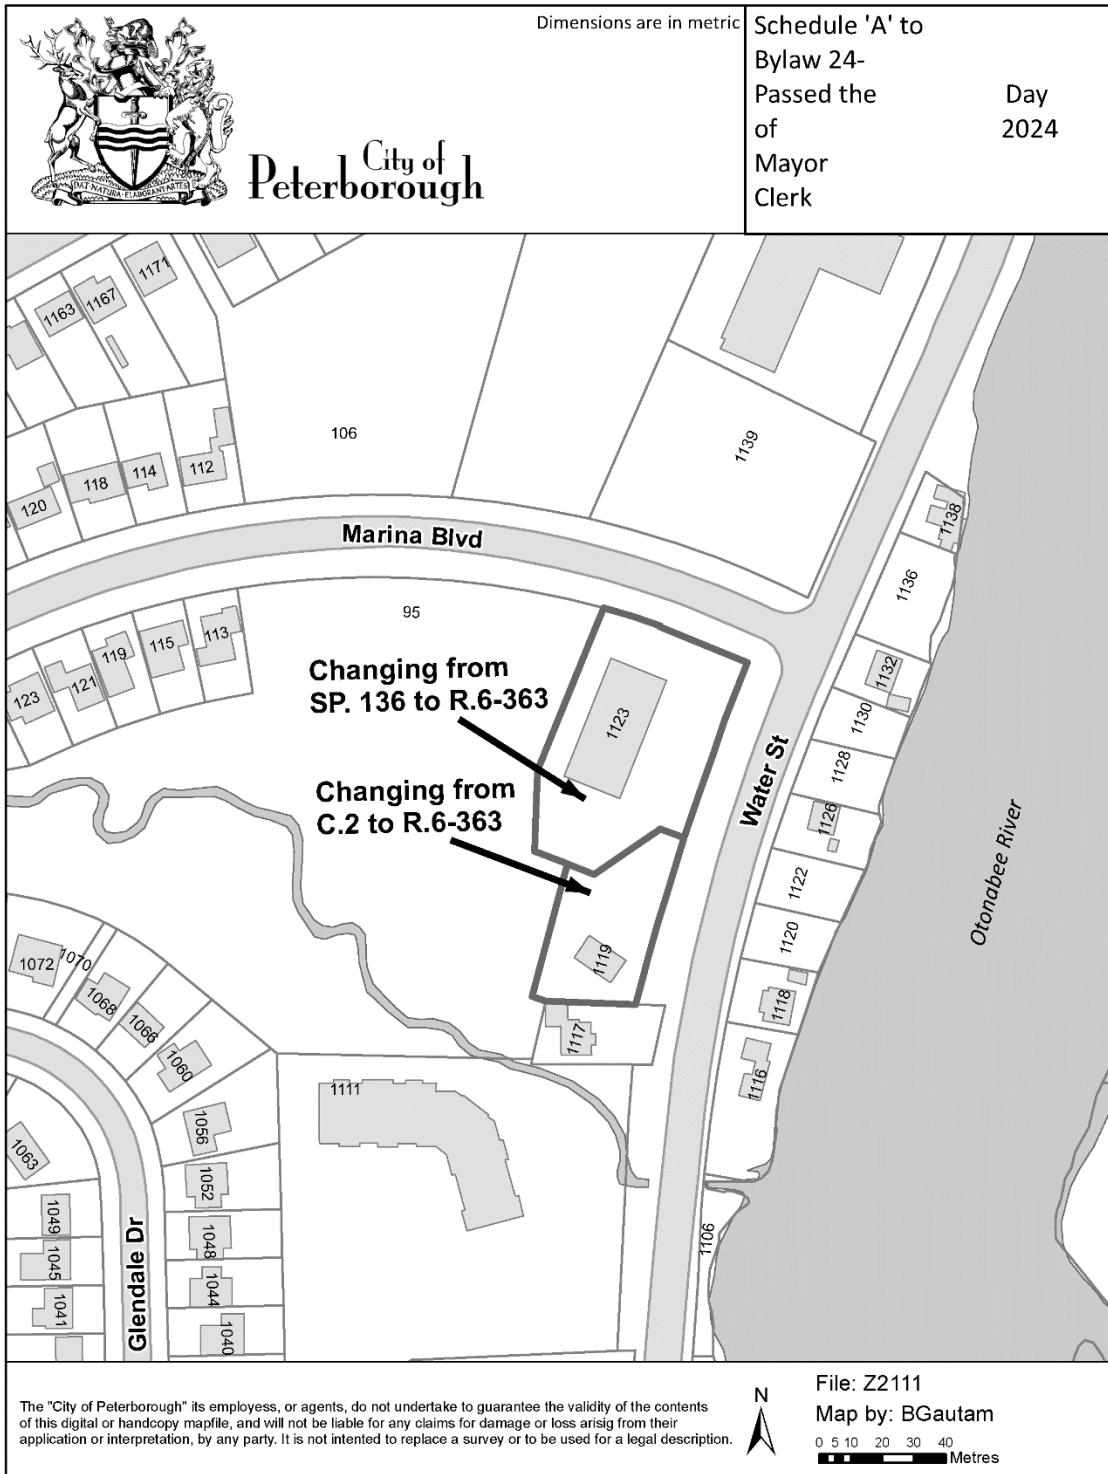 Dimensions are in metric
Schedule 'A' to
Bylaw 24-
Passed the Day
of 2024
Mayor
Clerk
DAT·NATURA·ELABORANT·ARTES
City of
Peterborough
1171
1167
1163
106
1139
112
114
118
120
Marina Blvd
1138
1136
95
113
115
119
121
123
1132
1130
1128
1126
1122
1120
1118
1116
Changing from
SP. 136 to R.6-363
1123
Changing from
C.2 to R.6-363
Water St
Otonabee River
1119
1117
1072
1070
1068
1066
1060
1111
1056
1063
1052
1049
1048
1045
1044
1041
1040
1106
Glendale Dr
The "City of Peterborough" its employess, or agents, do not undertake to guarantee the validity of the contents
of this digital or handcopy mapfile, and will not be liable for any claims for damage or loss arisig from their
application or interpretation, by any party. It is not intended to replace a survey or to be used for a legal description.
N
File: Z2111
Map by: BGautam
0 5 10 20 30 40
Metres